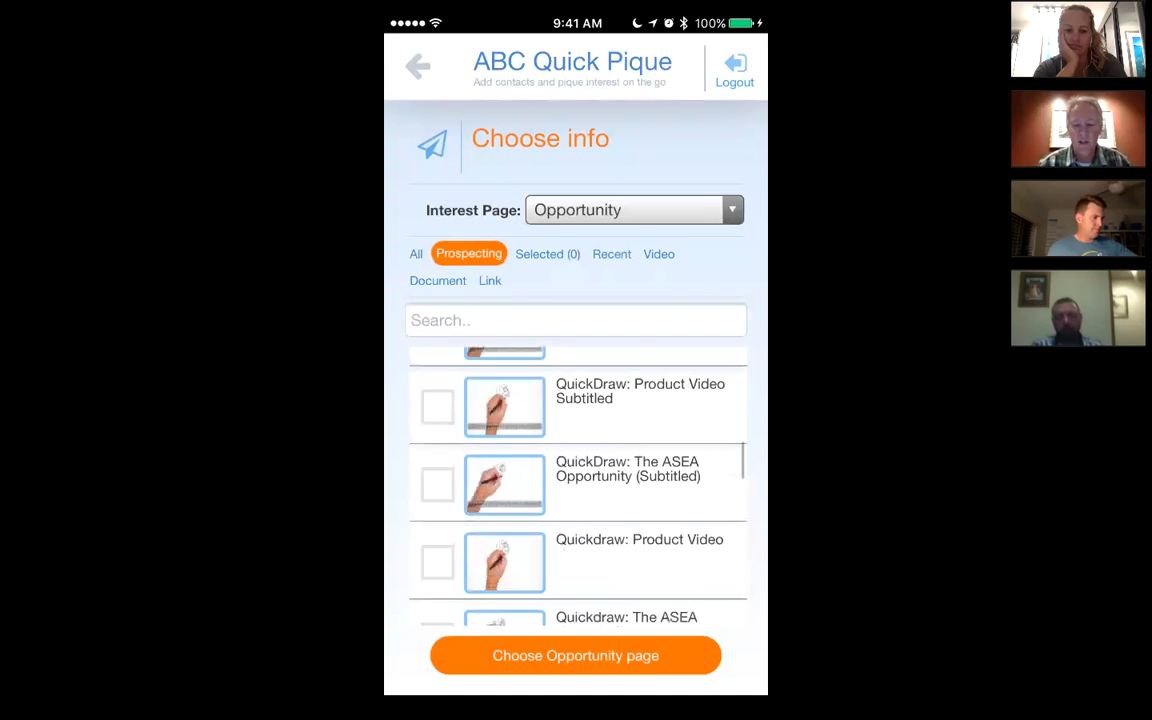 9:41 AM
100%
ABC Quick Pique
Add contacts and pique interest on the go
Logout
Choose info
Interest Page: Opportunity
All Prospecting Selected (0) Recent Video
Document Link
Search..
QuickDraw: Product Video
Subtitled
QuickDraw: The ASEA
Opportunity (Subtitled)
Quickdraw: Product Video
Quickdraw: The ASEA
Choose Opportunity page